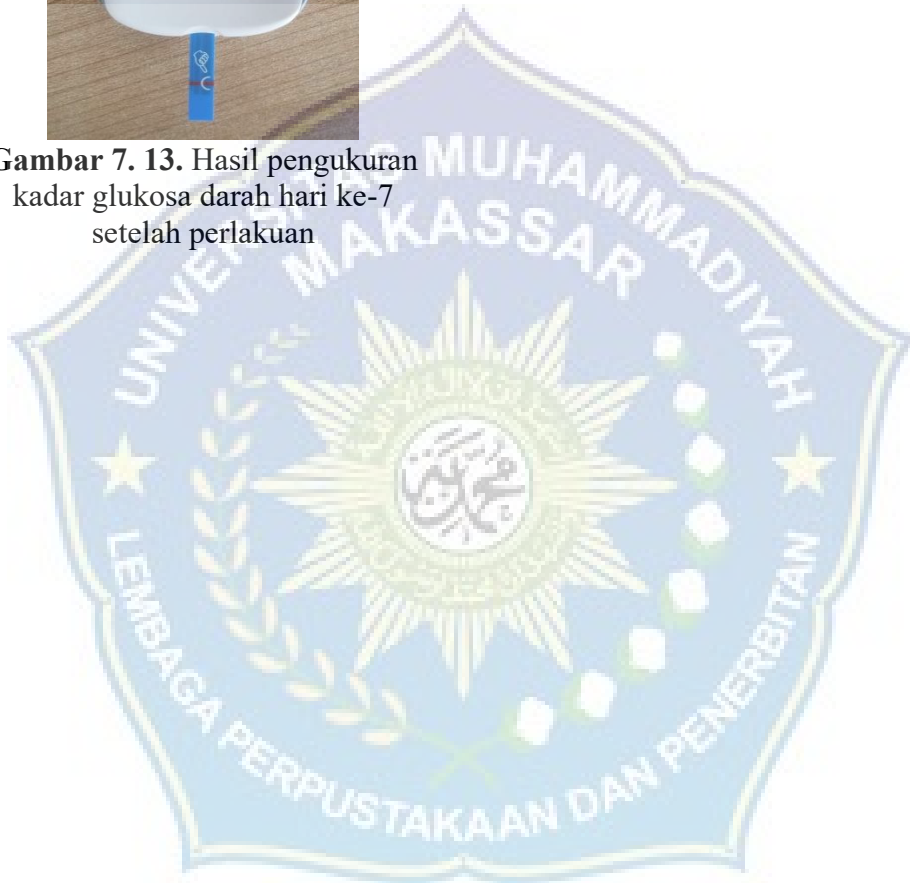 Gambar 7. 13. Hasil pengukuran
kadar glukosa darah hari ke-7
setelah perlakuan
UNIVERSITAS MUHAMMADIYAH
MAKASSAR
LEMBAGA PERPUSTAKAAN DAN PENERBITAN